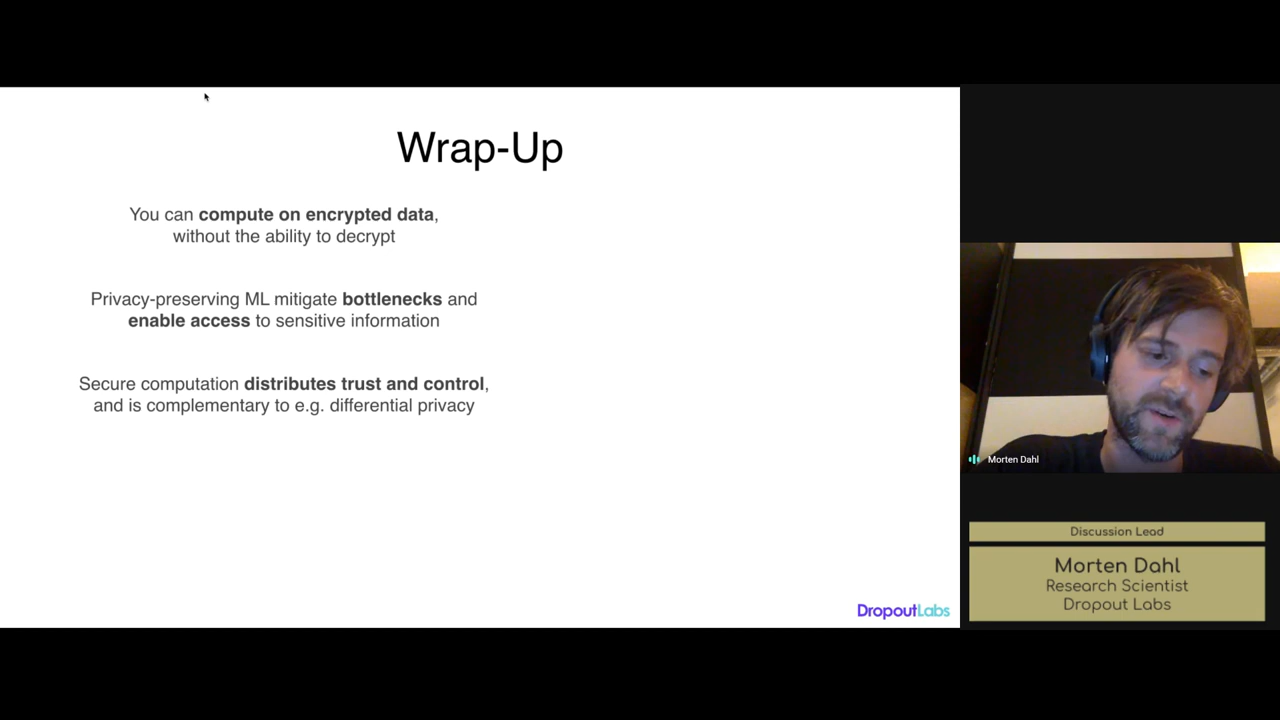 Wrap-Up
You can compute on encrypted data,
without the ability to decrypt
Privacy-preserving ML mitigate bottlenecks and
enable access to sensitive information
Secure computation distributes trust and control,
and is complementary to e.g. differential privacy
DropoutLabs
Morten Dahl
Discussion Lead
Morten Dahl
Research Scientist
Dropout Labs